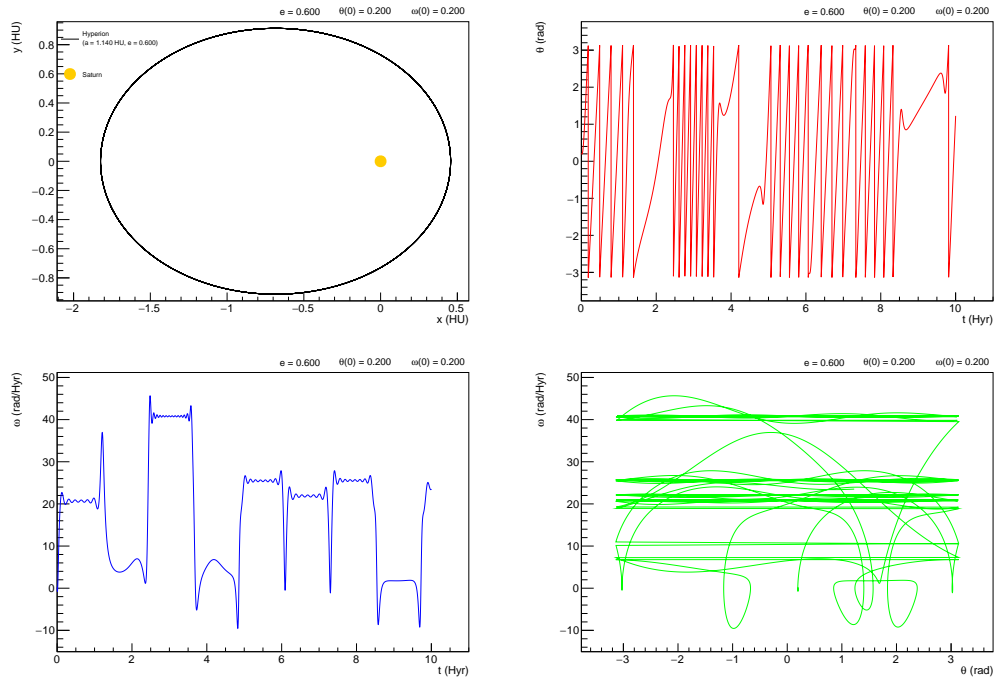 e = 0.600 θ(0) = 0.200 ω(0) = 0.200
y (HU)
Hyperion
(a = 1.140 HU, e = 0.600)
Saturn
0.8
0.6
0.4
0.2
0
−0.2
−0.4
−0.6
−0.8
−2 −1.5 −1 −0.5 0 0.5
x (HU)
e = 0.600 θ(0) = 0.200 ω(0) = 0.200
θ (rad)
3
2
1
0
−1
−2
−3
0 2 4 6 8 10
t (Hyr)
e = 0.600 θ(0) = 0.200 ω(0) = 0.200
ω (rad/Hyr)
50
40
30
20
10
0
−10
0 2 4 6 8 10
t (Hyr)
e = 0.600 θ(0) = 0.200 ω(0) = 0.200
ω (rad/Hyr)
50
40
30
20
10
0
−10
−3 −2 −1 0 1 2 3
θ (rad)